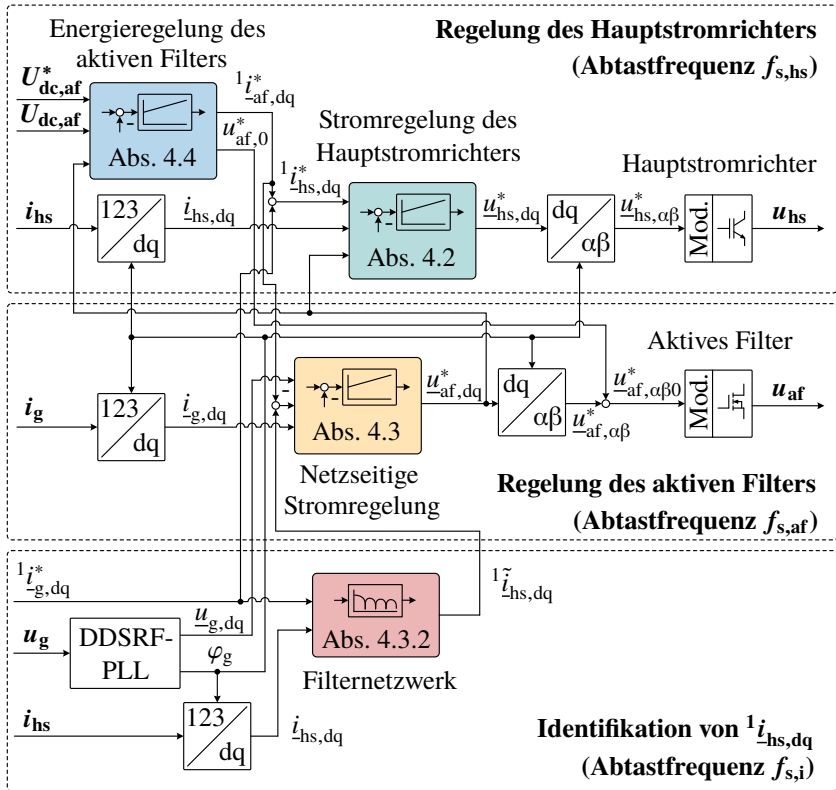 Energieregelung des
aktiven Filters
Regelung des Hauptstromrichters
(Abtastfrequenz f_s,hs)
U*_dc,af
U_dc,af
Abs. 4.4
¹i*_af,dq
u*_af,0
Stromregelung des
Hauptstromrichters
¹i*_hs,dq
Hauptstromrichter
i_hs
123
dq
i_hs,dq
-
Abs. 4.2
u*_hs,dq
dq
αβ
u*_hs,αβ
Mod.
u_hs
Aktives Filter
i_g
123
dq
i_g,dq
-
-
Abs. 4.3
u*_af,dq
dq
αβ
u*_af,αβ
u*_af,αβ0
Mod.
u_af
Netzseitige
Stromregelung
Regelung des aktiven Filters
(Abtastfrequenz f_s,af)
¹i*_g,dq
u_g
DDSRF-
PLL
u_g,dq
φ_g
Abs. 4.3.2
Filternetzwerk
¹ĩ_hs,dq
i_hs
123
dq
i_hs,dq
Identifikation von ¹i_hs,dq
(Abtastfrequenz f_s,i)